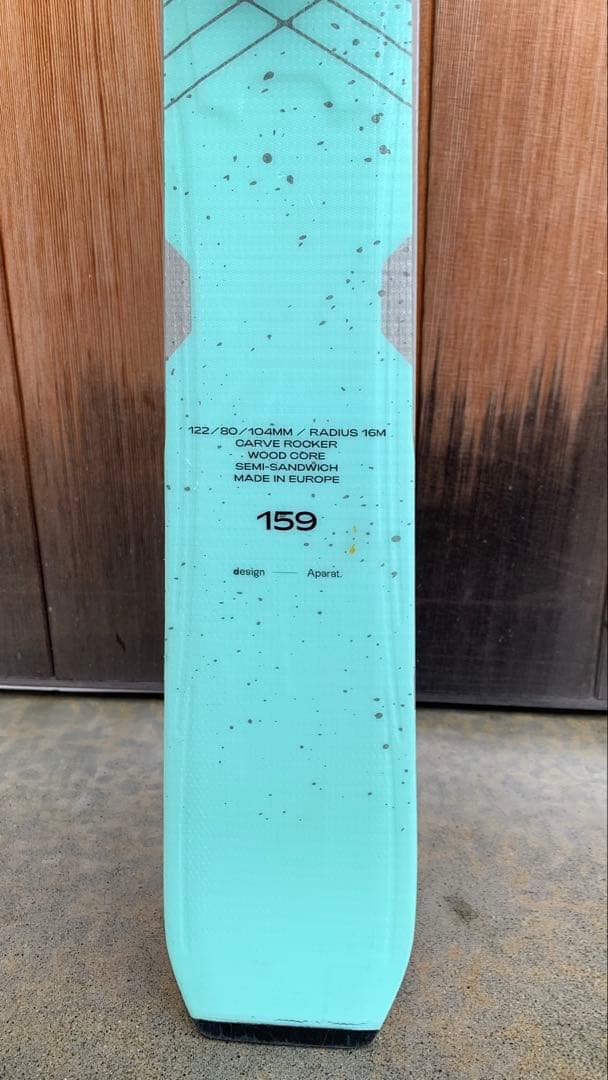 122/80/104MM / RADIUS 16M
CARVE ROCKER
WOOD CORE
SEMI-SANDWICH
MADE IN EUROPE
159
design — Aparat.